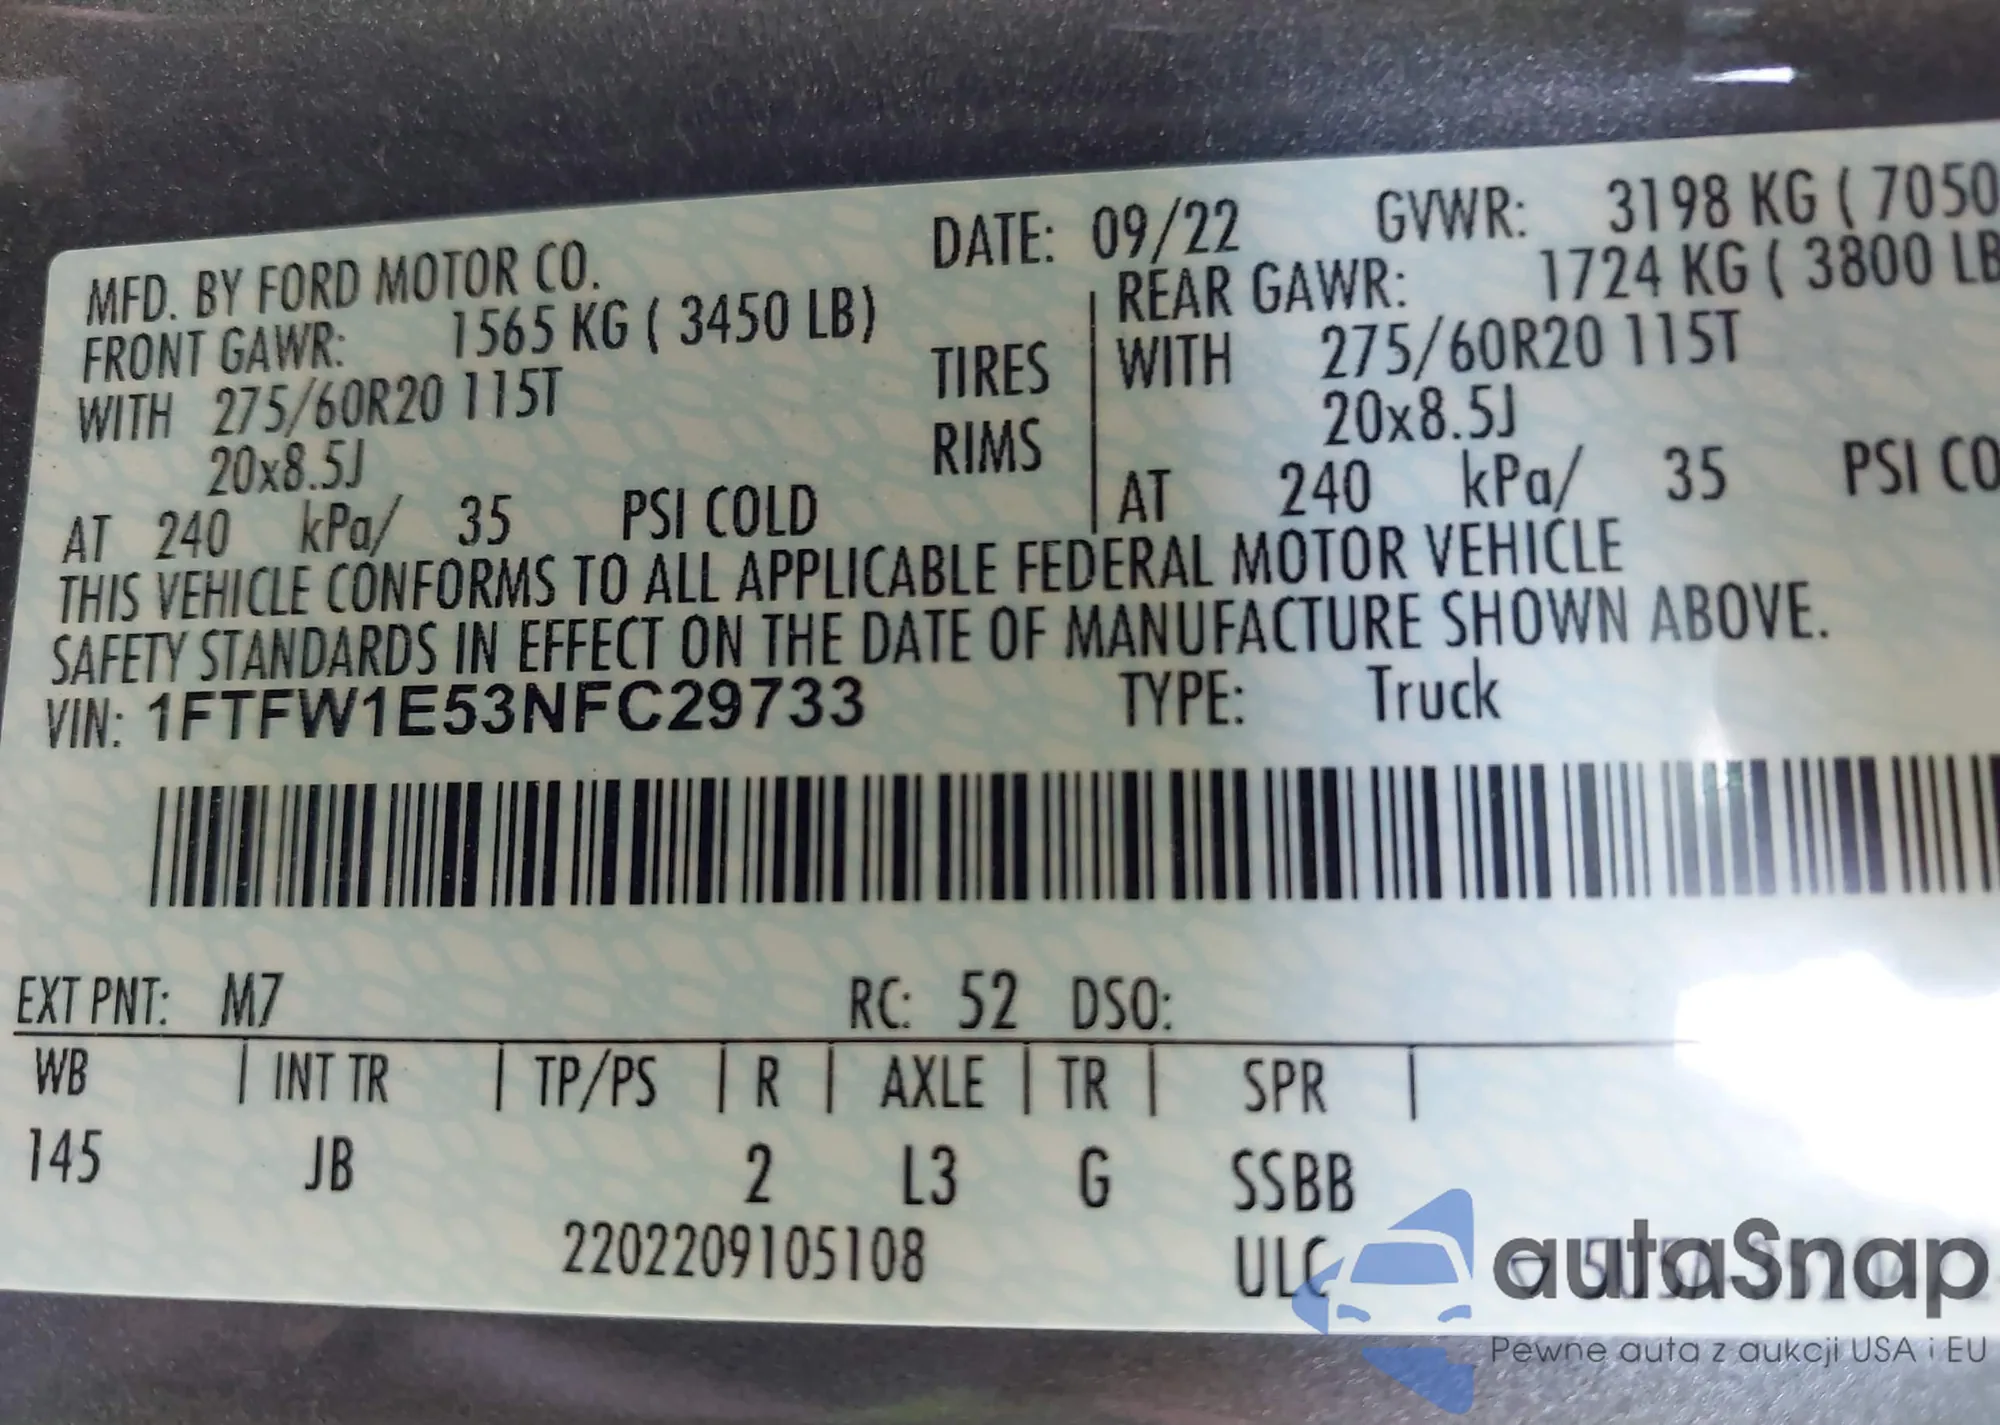 DATE: 09/22 GVWR: 3198 KG ( 7050
MFD. BY FORD MOTOR CO.
FRONT GAWR: 1565 KG ( 3450 LB) REAR GAWR: 1724 KG ( 3800 LB
WITH 275/60R20 115T TIRES WITH 275/60R20 115T
20x8.5J RIMS 20x8.5J
AT 240 kPa/ 35 PSI COLD AT 240 kPa/ 35 PSI CO
THIS VEHICLE CONFORMS TO ALL APPLICABLE FEDERAL MOTOR VEHICLE
SAFETY STANDARDS IN EFFECT ON THE DATE OF MANUFACTURE SHOWN ABOVE.
VIN: 1FTFW1E53NFC29733 TYPE: Truck
EXT PNT: M7 RC: 52 DSO:
WB | INT TR | TP/PS | R | AXLE | TR | SPR |
145 JB 2 L3 G SSBB
2202209105108 ULC
autaSnap
Pewne auta z aukcji USA i EU